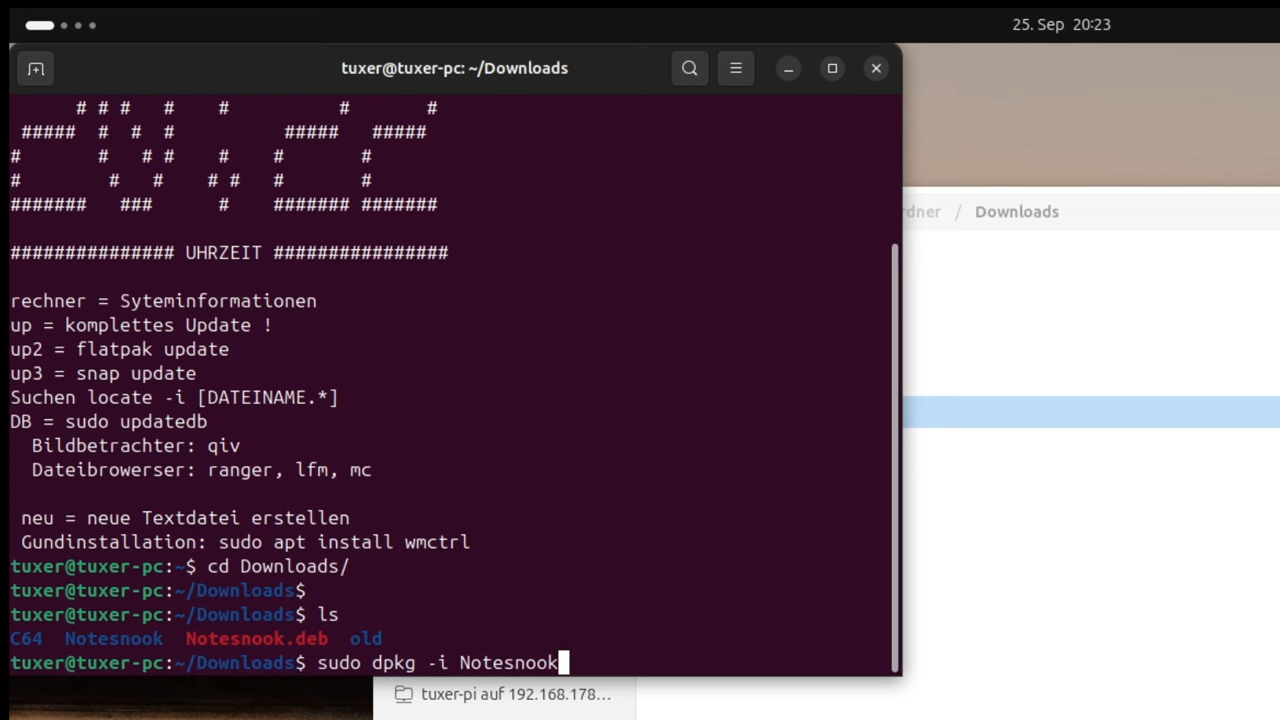 25. Sep 20:23
tuxer@tuxer-pc: ~/Downloads
# # # # # # #
##### # # # ##### #####
# # # # # # #
# # # # # # #
####### ### # ####### #######
############### UHRZEIT ################
rechner = Syteminformationen
up = komplettes Update !
up2 = flatpak update
up3 = snap update
Suchen locate -i [DATEINAME.*]
DB = sudo updatedb
Bildbetrachter: qiv
Dateibrowerser: ranger, lfm, mc
neu = neue Textdatei erstellen
Gundinstallation: sudo apt install wmctrl
tuxer@tuxer-pc:~$ cd Downloads/
tuxer@tuxer-pc:~/Downloads$
tuxer@tuxer-pc:~/Downloads$ ls
C64 Notesnook Notesnook.deb old
tuxer@tuxer-pc:~/Downloads$ sudo dpkg -i Notesnook
rdner / Downloads
tuxer-pi auf 192.168.178...